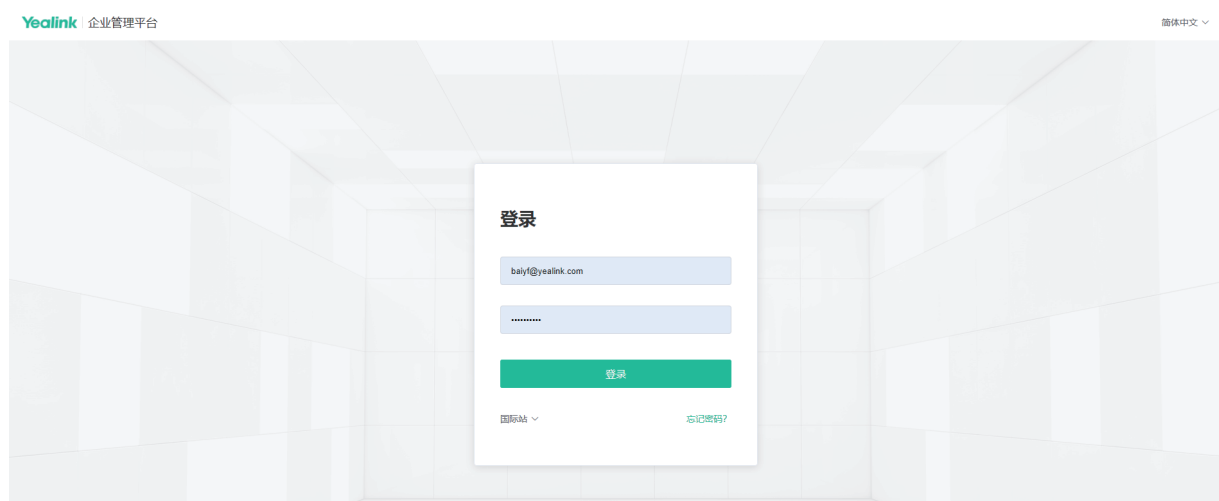 Yealink 企业管理平台 简体中文
登录
baiyf@yealink.com
••••••••••
登录
国际站 忘记密码?